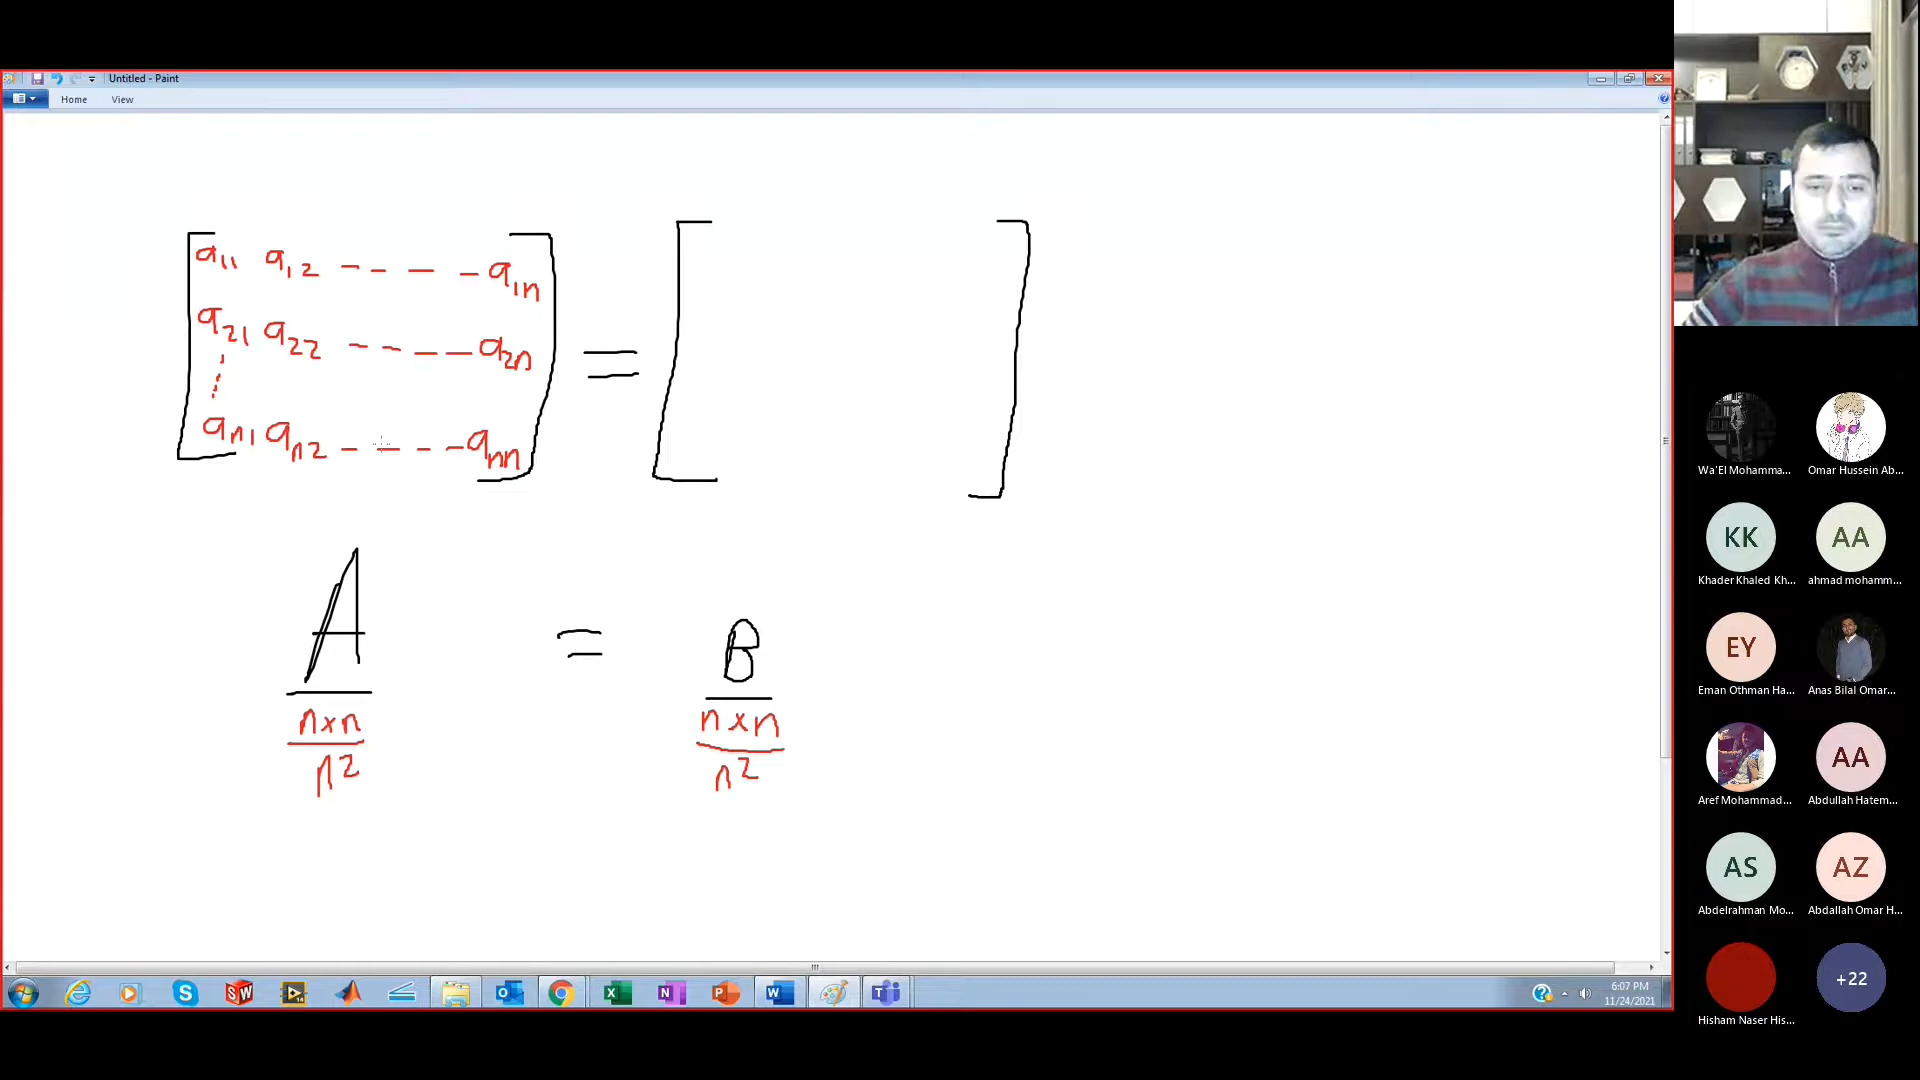 Untitled - Paint
Home View
a11 a12 - - - - a1n
a21 a22 - - - - a2n
an1 an2 - - - - ann
=
A = B
n×n n×n
n2 n2
Wa'El Mohamma...
Omar Hussein Ab...
KK
AA
Khader Khaled Kh...
ahmad mohamm...
EY
Eman Othman Ha...
Anas Bilal Omar...
AA
Aref Mohammad...
Abdullah Hatem...
AS
AZ
Abdelrahman Mo...
Abdallah Omar H...
+22
Hisham Naser His...
6:07 PM
11/24/2021